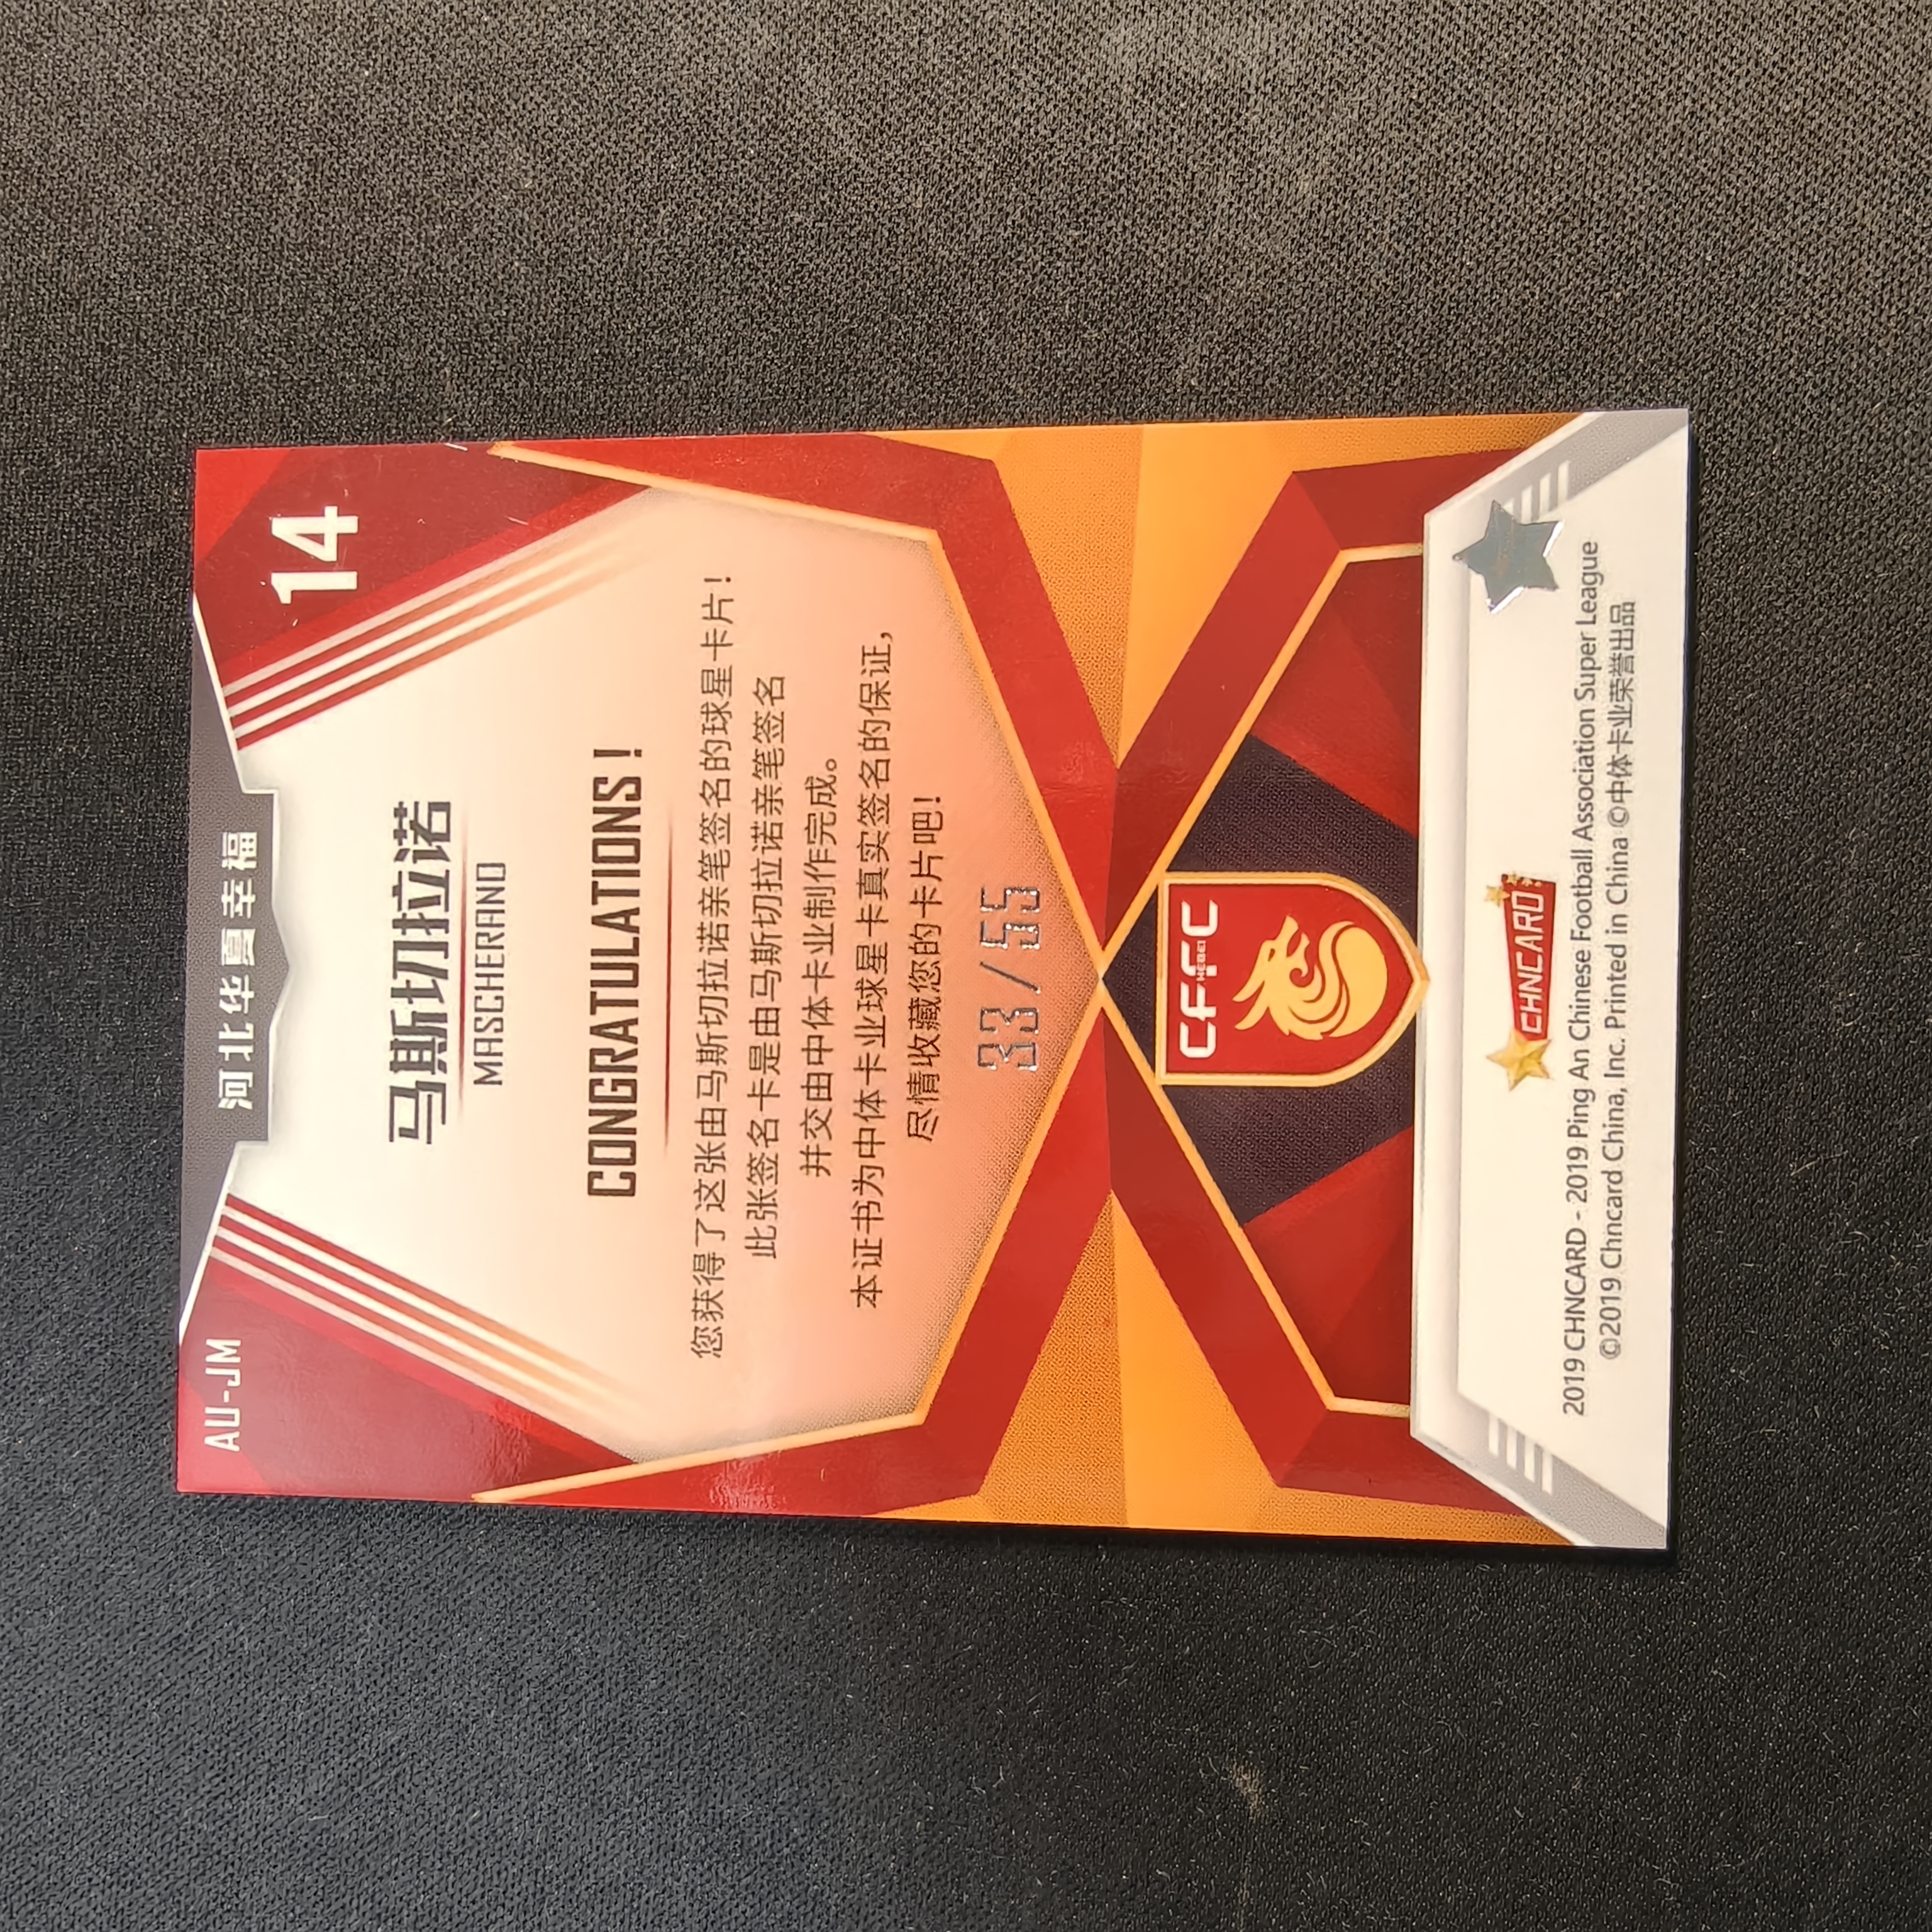 AU-JM
14
河北华夏幸福
马斯切拉诺
MASCHERANO
CONGRATULATIONS!
您获得了这张由马斯切拉诺亲笔签名的球星卡片!
此张签名卡是由马斯切拉诺亲笔签名
并交由中体卡业制作完成。
本证书为中体卡业球星卡真实签名的保证,
尽情收藏您的卡片吧!
33/55
CFFC
HEBEI
CHNCARD
2019 CHNCARD - 2019 Ping An Chinese Football Association Super League
©2019 Chncard China, Inc. Printed in China ©中体卡业荣誉出品